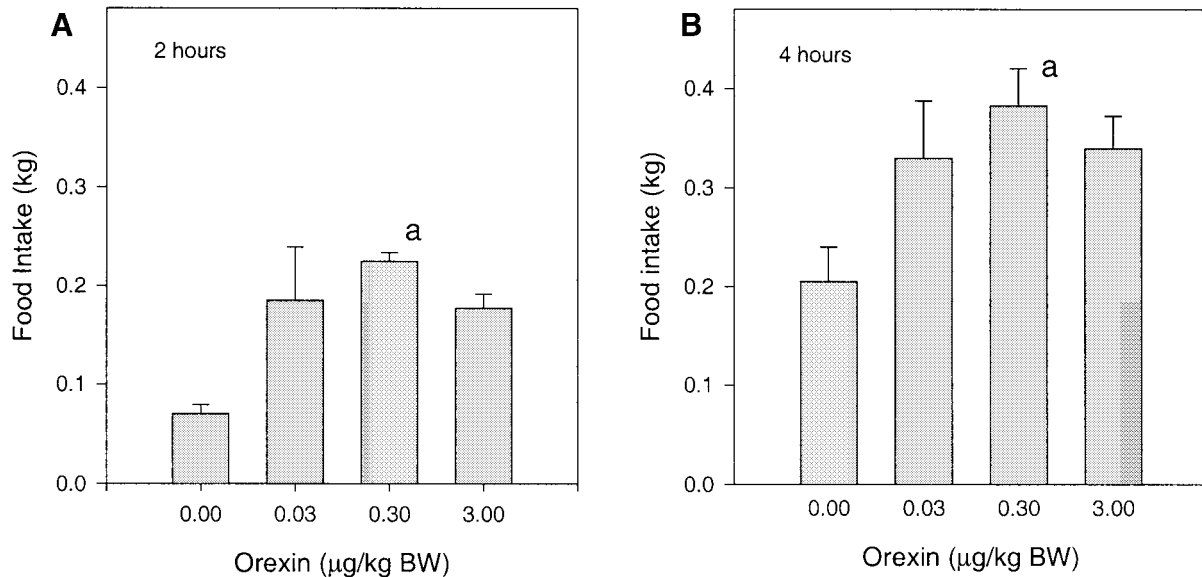 A
2 hours
a
Food Intake (kg)
0.4
0.3
0.2
0.1
0.0
0.00 0.03 0.30 3.00
Orexin (μg/kg BW)
B
4 hours
a
Food intake (kg)
0.4
0.3
0.2
0.1
0.0
0.00 0.03 0.30 3.00
Orexin (μg/kg BW)